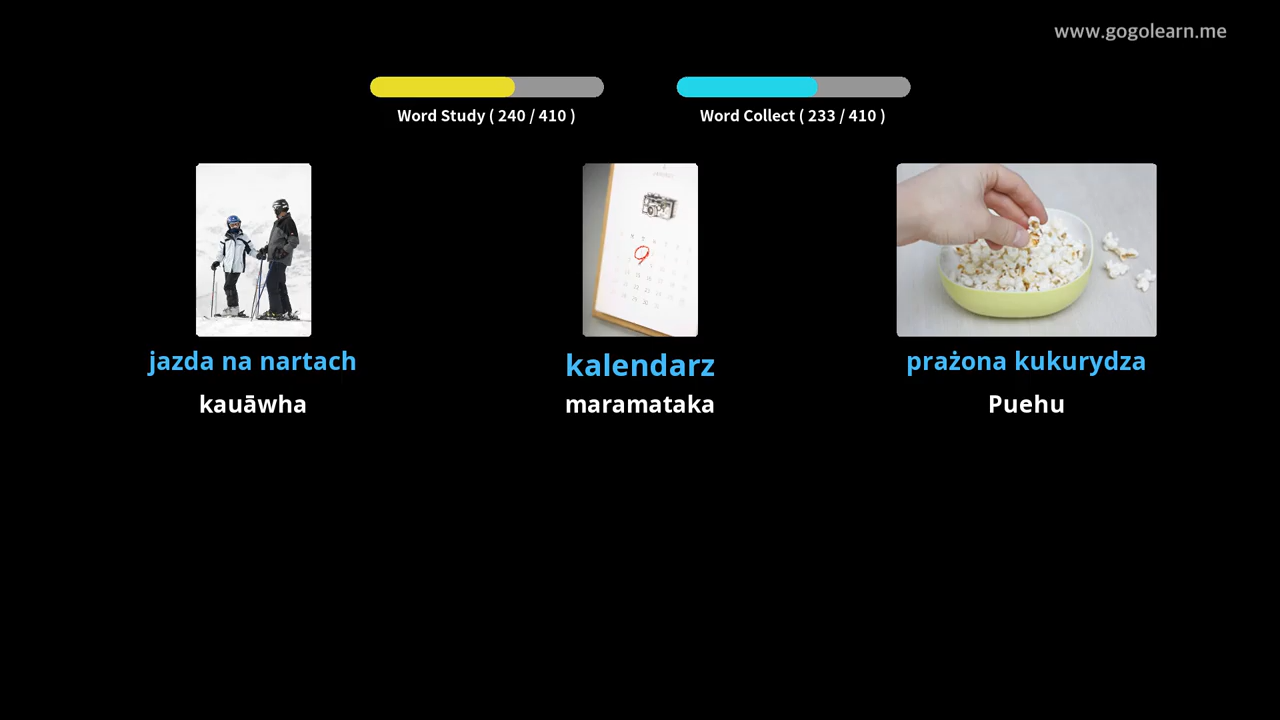 www.gogolearn.me
Word Study ( 240 / 410 )
Word Collect ( 233 / 410 )
jazda na nartach
kalendarz
prażona kukurydza
kauāwha
maramataka
Puehu